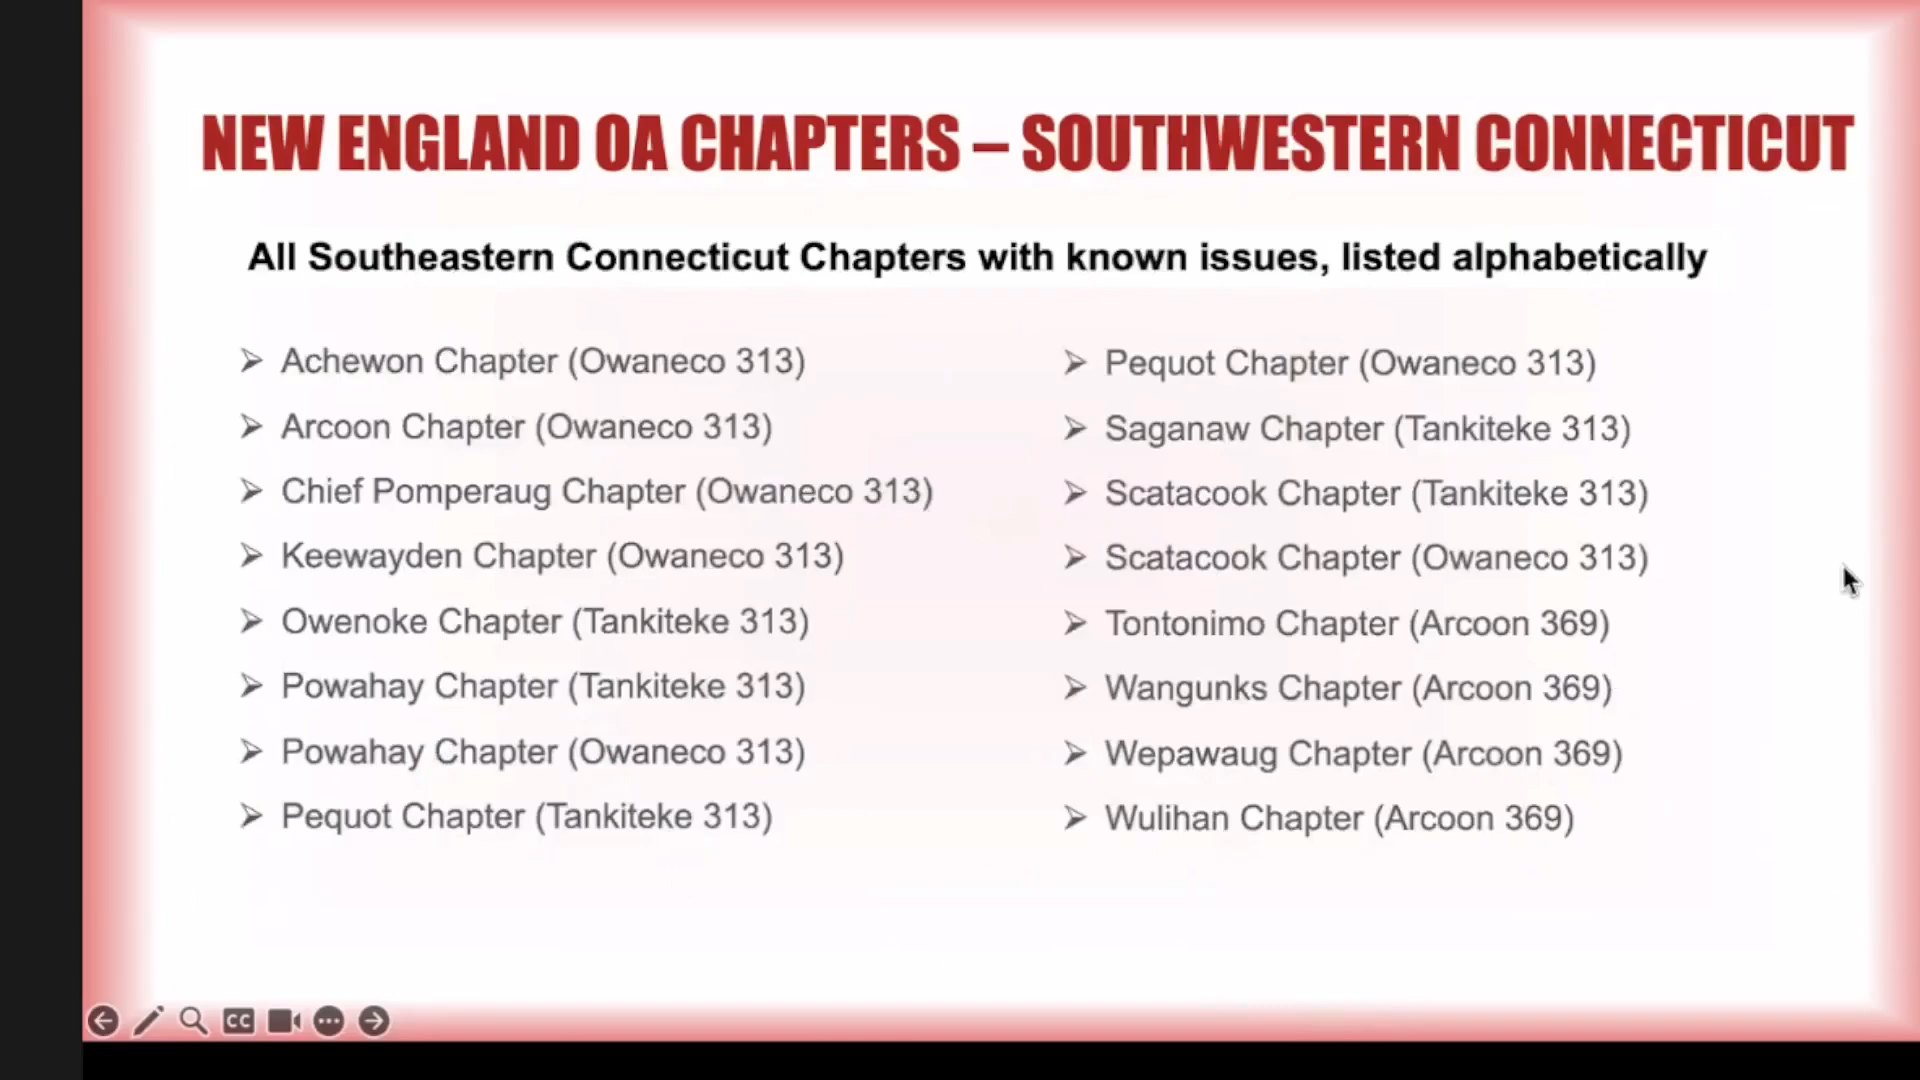 NEW ENGLAND OA CHAPTERS – SOUTHWESTERN CONNECTICUT
All Southeastern Connecticut Chapters with known issues, listed alphabetically
Achewon Chapter (Owaneco 313)
Arcoon Chapter (Owaneco 313)
Chief Pomperaug Chapter (Owaneco 313)
Keewayden Chapter (Owaneco 313)
Owenoke Chapter (Tankiteke 313)
Powahay Chapter (Tankiteke 313)
Powahay Chapter (Owaneco 313)
Pequot Chapter (Tankiteke 313)
Pequot Chapter (Owaneco 313)
Saganaw Chapter (Tankiteke 313)
Scatacook Chapter (Tankiteke 313)
Scatacook Chapter (Owaneco 313)
Tontonimo Chapter (Arcoon 369)
Wangunks Chapter (Arcoon 369)
Wepawaug Chapter (Arcoon 369)
Wulihan Chapter (Arcoon 369)
CC